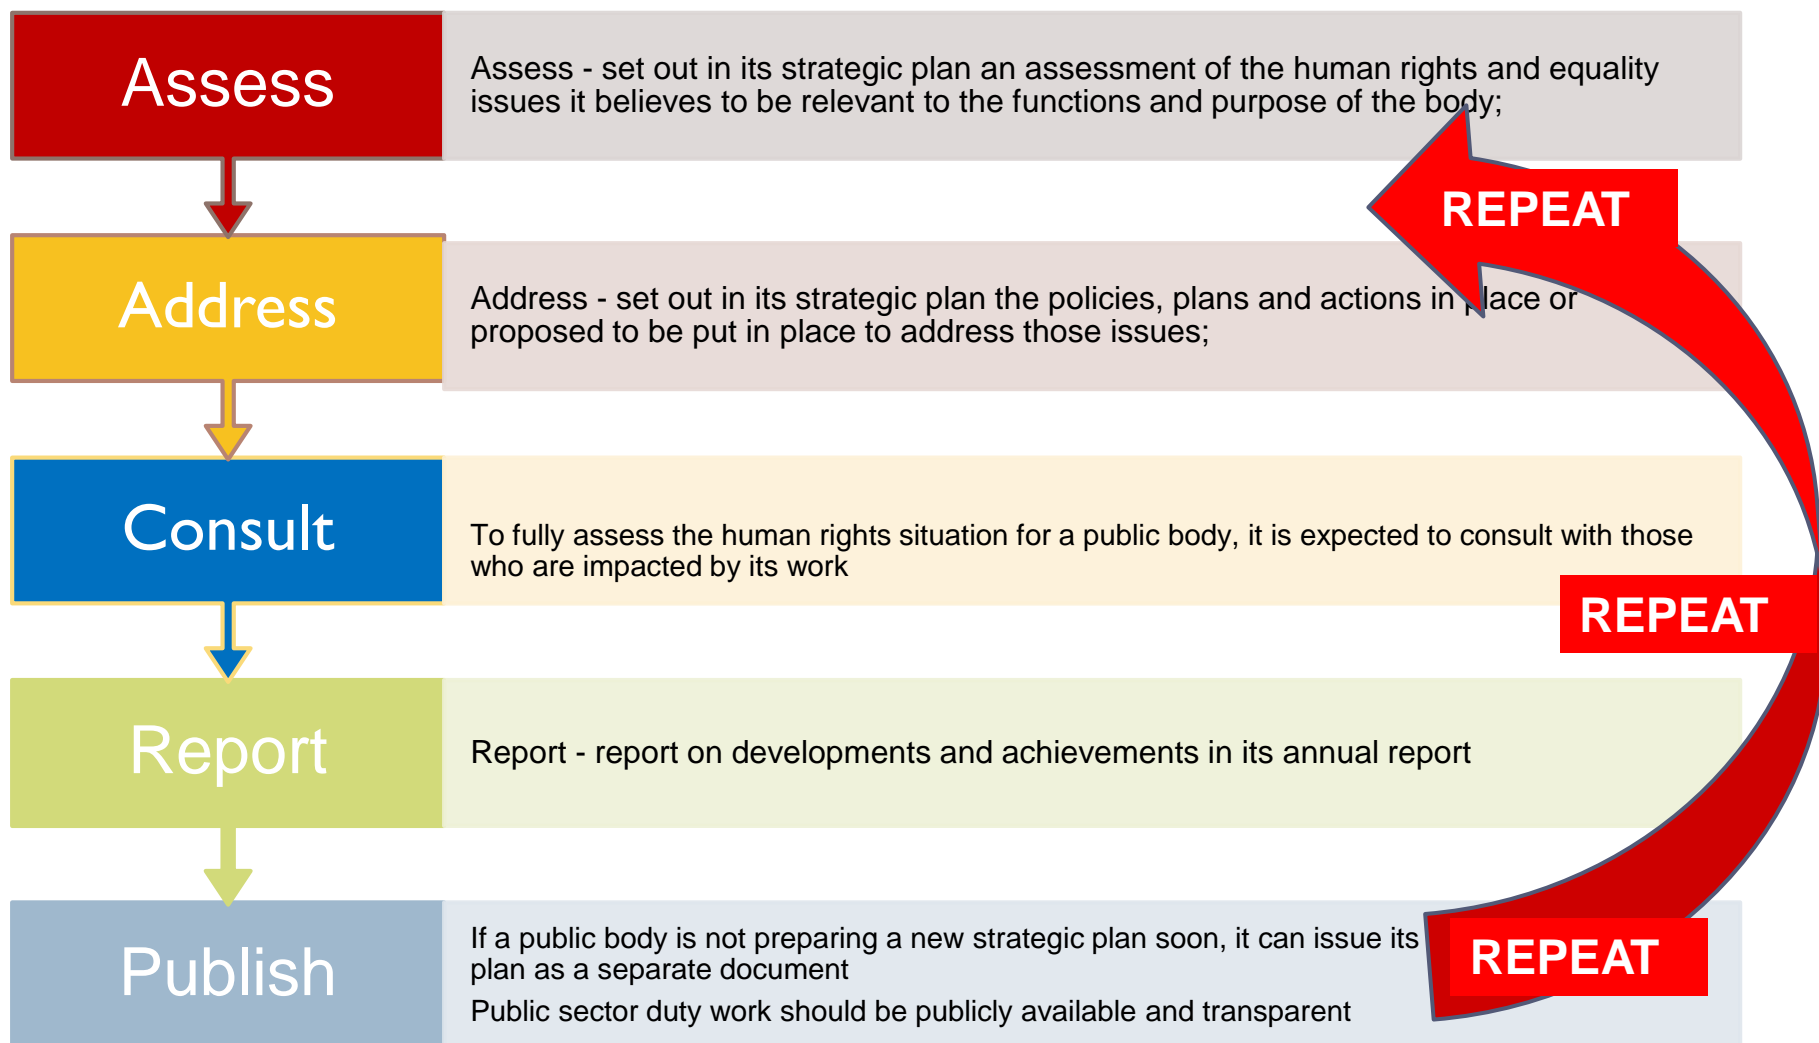 Assess
Assess - set out in its strategic plan an assessment of the human rights and equality
issues it believes to be relevant to the functions and purpose of the body;
REPEAT
Address
Address - set out in its strategic plan the policies, plans and actions in place or
proposed to be put in place to address those issues;
Consult
To fully assess the human rights situation for a public body, it is expected to consult with those
who are impacted by its work
REPEAT
Report
Report - report on developments and achievements in its annual report
Publish
If a public body is not preparing a new strategic plan soon, it can issue its
plan as a separate document
Public sector duty work should be publicly available and transparent
REPEAT